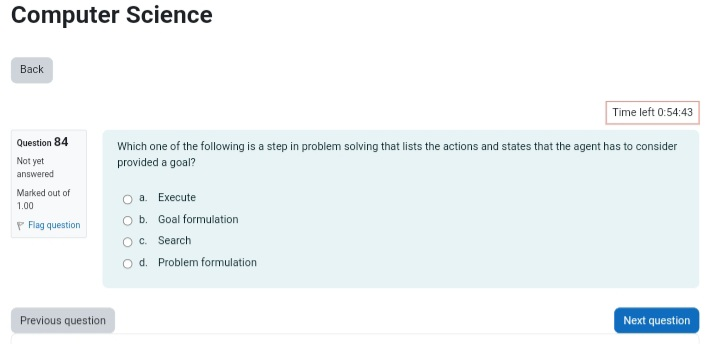 Computer Science
Back
Time left 0:54:43
Question 84
Not yet
answered
Marked out of
1.00
Flag question
Which one of the following is a step in problem solving that lists the actions and states that the agent has to consider
provided a goal?
a. Execute
b. Goal formulation
c. Search
d. Problem formulation
Previous question
Next question